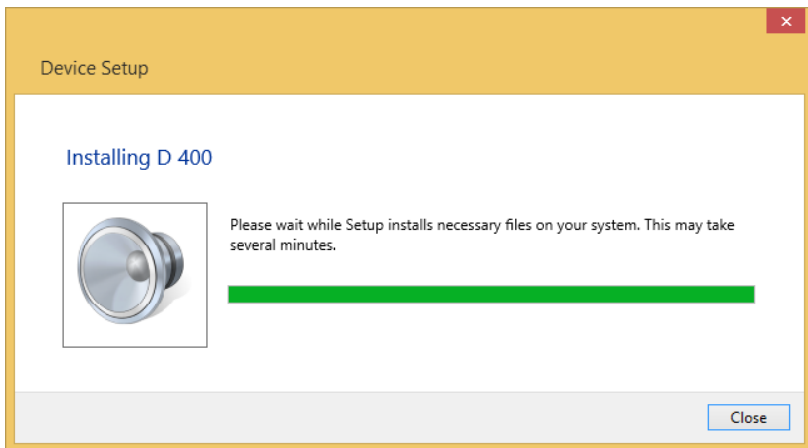 Device Setup
Installing D 400
Please wait while Setup installs necessary files on your system. This may take
several minutes.
Close